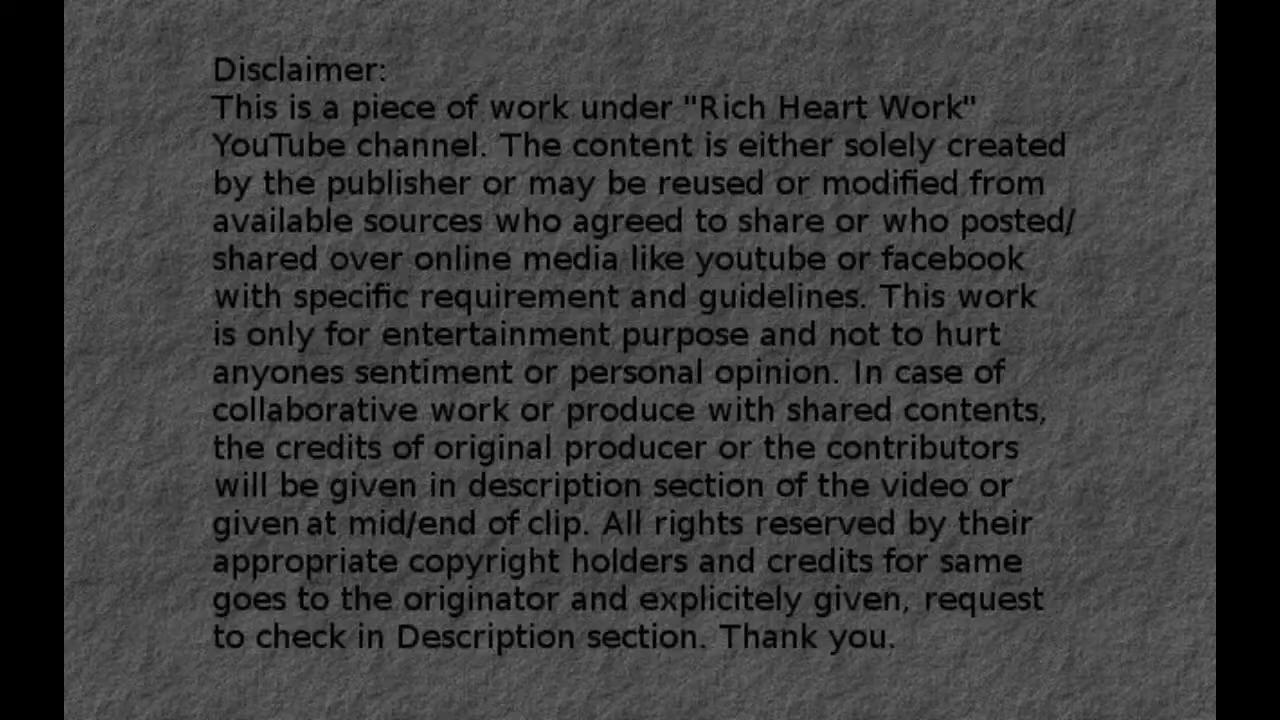 Disclaimer:
This is a piece of work under "Rich Heart Work"
YouTube channel. The content is either solely created
by the publisher or may be reused or modified from
available sources who agreed to share or who posted/
shared over online media like youtube or facebook
with specific requirement and guidelines. This work
is only for entertainment purpose and not to hurt
anyones sentiment or personal opinion. In case of
collaborative work or produce with shared contents,
the credits of original producer or the contributors
will be given in description section of the video or
given at mid/end of clip. All rights reserved by their
appropriate copyright holders and credits for same
goes to the originator and explicitely given, request
to check in Description section. Thank you.